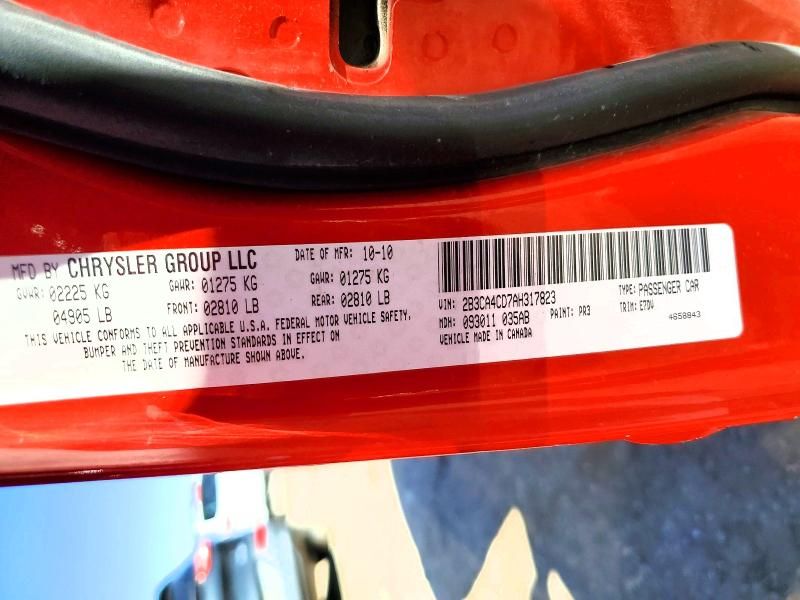 MFD BY CHRYSLER GROUP LLC DATE OF MFR: 10-10
GVWR: 02225 KG GAWR: 01275 KG GAWR: 01275 KG
04905 LB FRONT: 02810 LB REAR: 02810 LB
THIS VEHICLE CONFORMS TO ALL APPLICABLE U.S.A. FEDERAL MOTOR VEHICLE SAFETY,
BUMPER AND THEFT PREVENTION STANDARDS IN EFFECT ON
THE DATE OF MANUFACTURE SHOWN ABOVE.
VIN: 2B3CA4CD7AH317823 TYPE: PASSENGER CAR
MDH: 093011 035AB PAINT: PR3 TRIM: E7DV
VEHICLE MADE IN CANADA 4658843